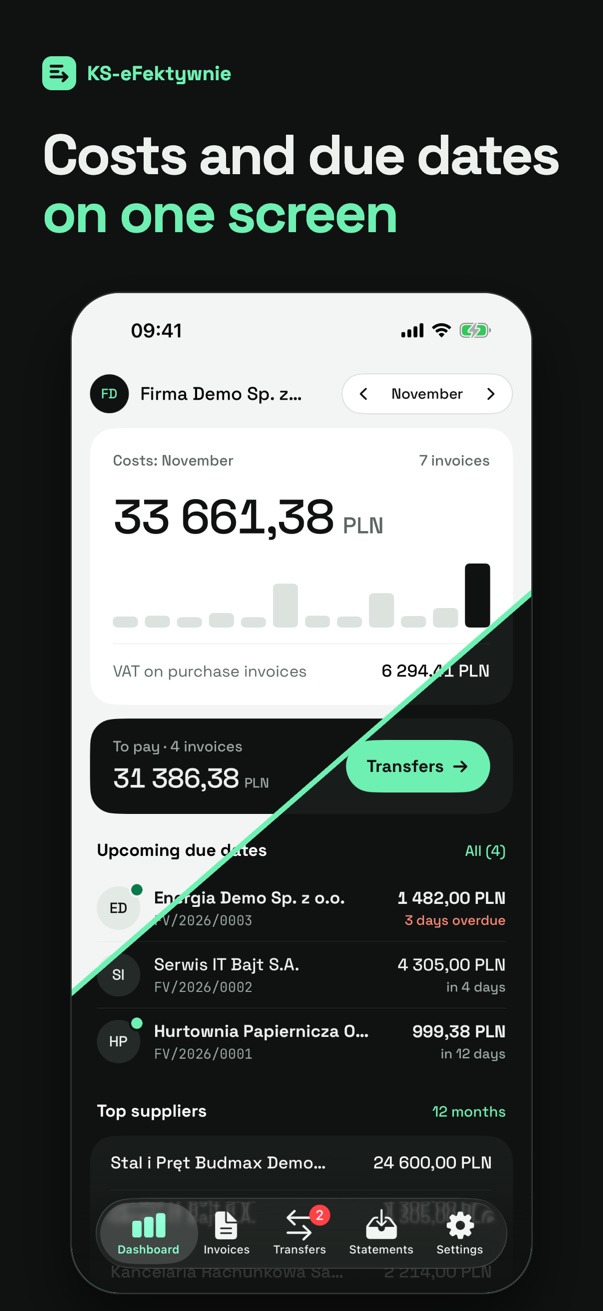 KS-eFektywnie
Costs and due dates
on one screen
09:41
FD
Firma Demo Sp. z...
November
Costs: November
7 invoices
33 661,38 PLN
VAT on purchase invoices
6 294,41 PLN
To pay · 4 invoices
31 386,38 PLN
Transfers →
Upcoming due dates
All (4)
ED
Energia Demo Sp. z o.o.
1 482,00 PLN
FV/2026/0003
3 days overdue
SI
Serwis IT Bajt S.A.
4 305,00 PLN
FV/2026/0002
in 4 days
HP
Hurtownia Papiernicza O...
999,38 PLN
FV/2026/0001
in 12 days
Top suppliers
12 months
Stal i Pręt Budmax Demo...
24 600,00 PLN
2
Dashboard
Invoices
Transfers
Statements
Settings
Kancelaria Rachunkowa Sa...
2 214,00 PLN